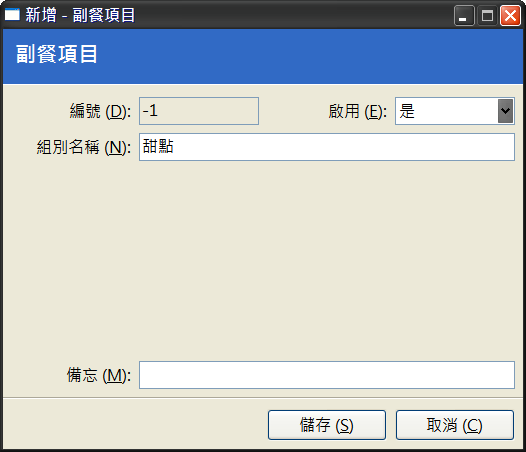 新增 - 副餐項目
副餐項目
編號 (D): -1 啟用 (E): 是
組別名稱 (N): 甜點
備忘 (M):
儲存 (S) 取消 (C)